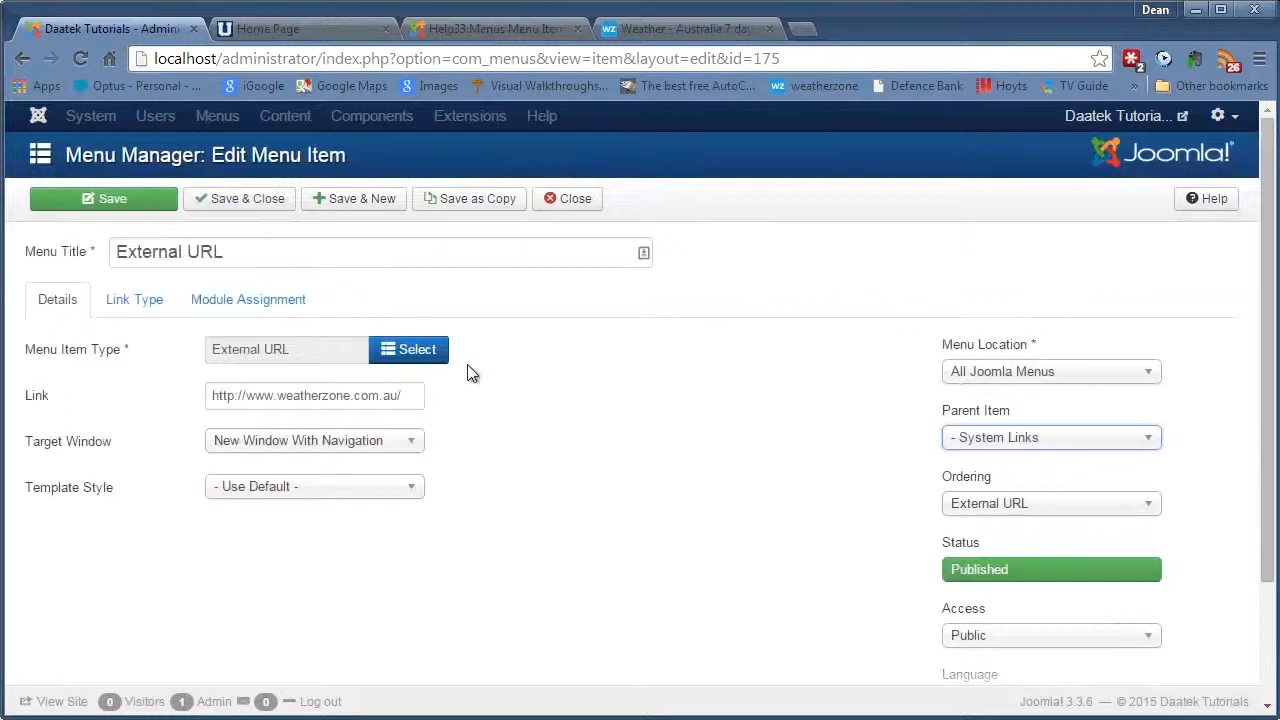 Dean
Daatek Tutorials - Admini
Home Page
Help33:Menus Menu Item
Weather - Australia 7 day
localhost/administrator/index.php?option=com_menus&view=item&layout=edit&id=175
2
26
Apps
Optus - Personal - ...
iGoogle
Google Maps
Images
Visual Walkthroughs...
The best free AutoC...
weatherzone
Defence Bank
Hoyts
TV Guide
»
Other bookmarks
System Users Menus Content Components Extensions Help
Daatek Tutoria...
Menu Manager: Edit Menu Item
Joomla!
Save
Save & Close
Save & New
Save as Copy
Close
Help
Menu Title *
External URL
Details
Link Type
Module Assignment
Menu Item Type *
External URL
Select
Link
http://www.weatherzone.com.au/
Target Window
New Window With Navigation
Template Style
- Use Default -
Menu Location *
All Joomla Menus
Parent Item
- System Links
Ordering
External URL
Status
Published
Access
Public
Language
View Site 0 Visitors 1 Admin 0 Log out
Joomla! 3.3.6 — © 2015 Daatek Tutorials